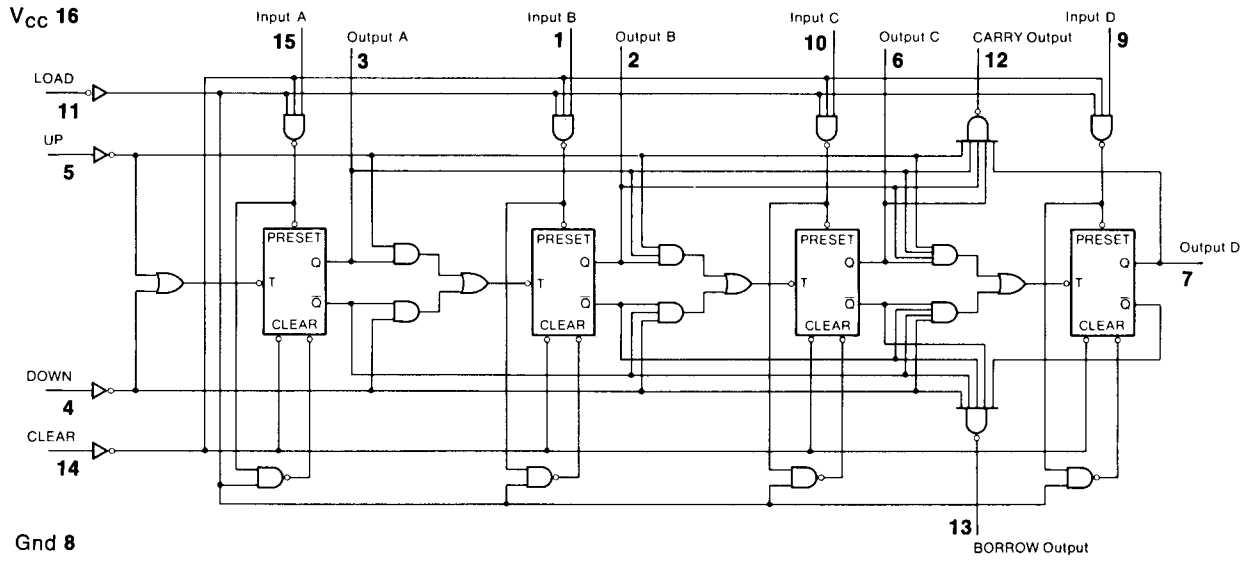 V_CC 16
Input A
15
Output A
3
Input B
1
Output B
2
Input C
10
Output C
6
CARRY Output
12
Input D
9
LOAD
11
UP
5
PRESET
Q
T
Q̅
CLEAR
PRESET
Q
T
Q̅
CLEAR
PRESET
Q
T
Q̅
CLEAR
PRESET
Q
T
Q̅
CLEAR
Output D
7
DOWN
4
CLEAR
14
13
BORROW Output
Gnd 8